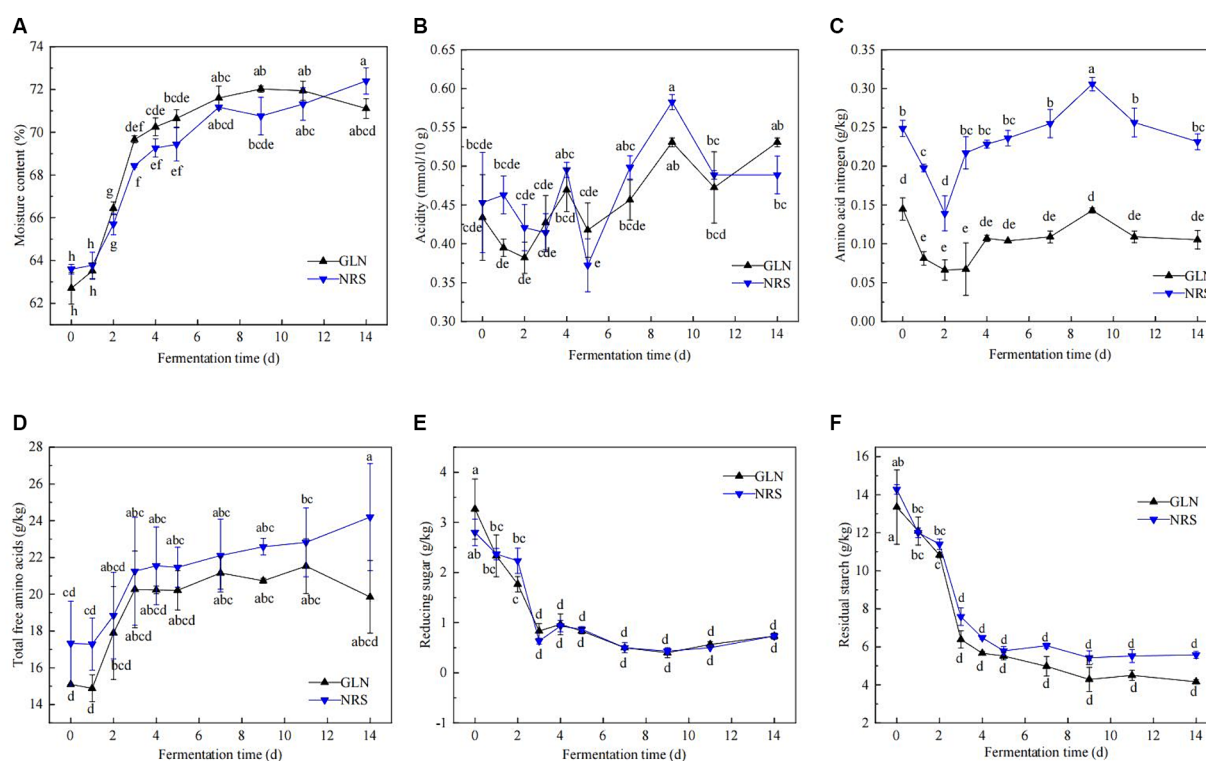 A
Moisture content (%)
74
72
70
68
66
64
62
h
h
h
h
g
g
def
f
cde
ef
bcde
ef
abc
abcd
ab
bcde
ab
abc
a
abcd
GLN
NRS
0 2 4 6 8 10 12 14
Fermentation time (d)
B
Acidity (mmol/10 g)
0.65
0.60
0.55
0.50
0.45
0.40
0.35
0.30
bcde
cde
bcde
de
cde
de
cde
cde
abc
bcd
cde
e
abc
bcde
a
ab
bc
bcd
ab
bc
GLN
NRS
0 2 4 6 8 10 12 14
Fermentation time (d)
C
Amino acid nitrogen (g/kg)
0.35
0.30
0.25
0.20
0.15
0.10
0.05
0.00
b
d
c
e
d
e
bc
e
bc
de
bc
de
b
de
a
d
b
de
bc
de
GLN
NRS
0 2 4 6 8 10 12 14
Fermentation time (d)
D
Total free amino acids (g/kg)
28
26
24
22
20
18
16
14
cd
d
cd
d
abcd
bcd
abc
abcd
abc
abcd
abc
abc
abc
abc
abc
abc
bc
abc
a
abcd
GLN
NRS
0 2 4 6 8 10 12 14
Fermentation time (d)
E
Reducing sugar (g/kg)
4
3
2
1
0
-1
a
ab
bc
bc
bc
c
d
d
d
d
d
d
d
d
d
d
d
d
d
d
GLN
NRS
0 2 4 6 8 10 12 14
Fermentation time (d)
F
Residual starch (g/kg)
16
14
12
10
8
6
4
2
ab
a
bc
bc
bc
c
d
d
d
d
d
d
d
d
d
d
d
d
d
d
GLN
NRS
0 2 4 6 8 10 12 14
Fermentation time (d)